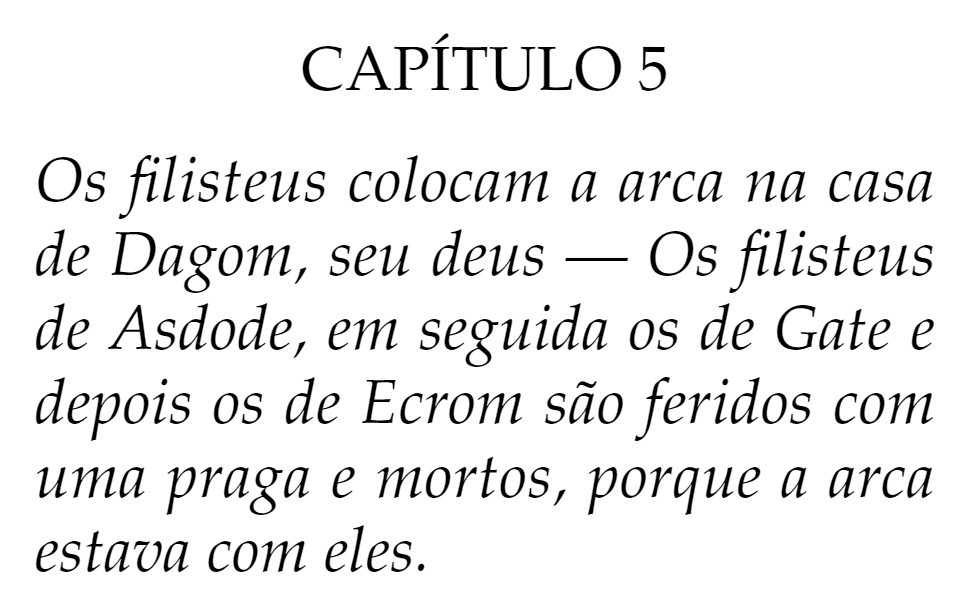 CAPÍTULO 5
Os filisteus colocam a arca na casa
de Dagom, seu deus — Os filisteus
de Asdode, em seguida os de Gate e
depois os de Ecrom são feridos com
uma praga e mortos, porque a arca
estava com eles.